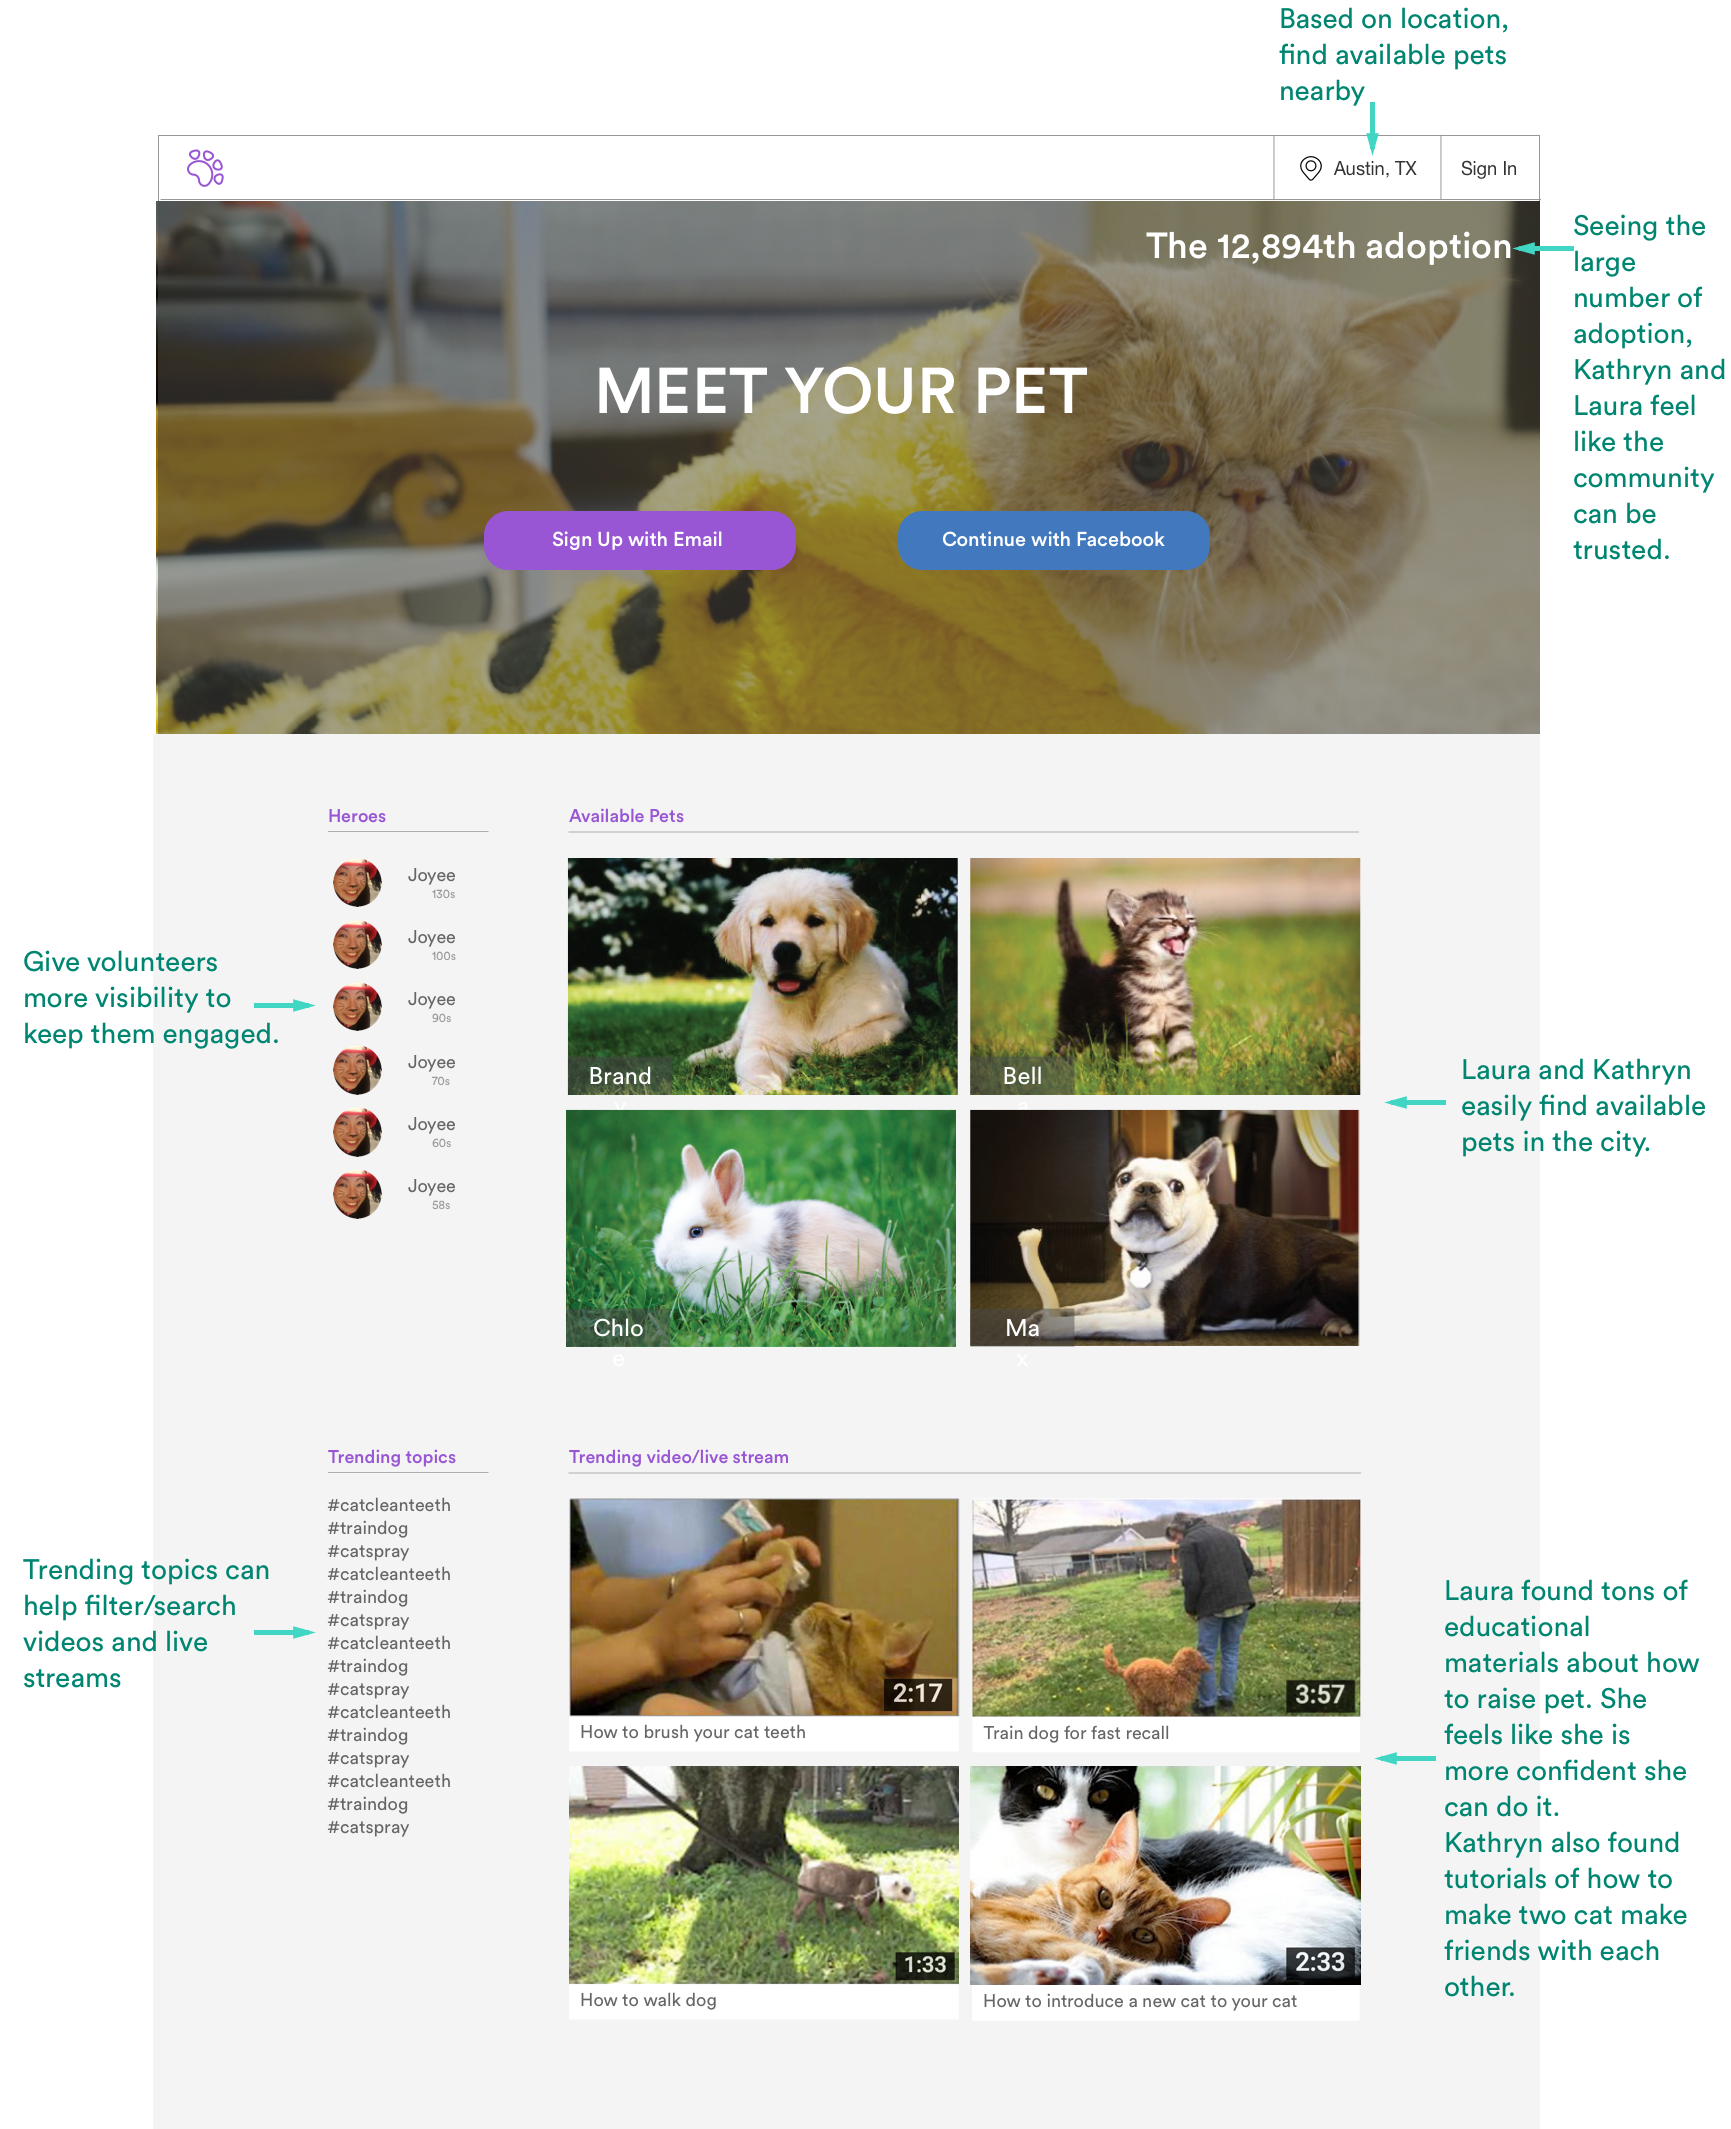 Based on location,
find available pets
nearby
Austin, TX
Sign In
The 12,894th adoption
Seeing the
large
number of
adoption,
Kathryn and
Laura feel
like the
community
can be
trusted.
MEET YOUR PET
Sign Up with Email
Continue with Facebook
Heroes
Joyee
130s
Joyee
100s
Joyee
90s
Joyee
70s
Joyee
60s
Joyee
58s
Give volunteers
more visibility to
keep them engaged.
Available Pets
Brand
y
Bell
a
Chlo
e
Ma
x
Laura and Kathryn
easily find available
pets in the city.
Trending topics
#catcleanteeth
#traindog
#catspray
#catcleanteeth
#traindog
#catspray
#catcleanteeth
#traindog
#catspray
#catcleanteeth
#traindog
#catspray
#catcleanteeth
#traindog
#catspray
Trending topics can
help filter/search
videos and live
streams
Trending video/live stream
2:17
How to brush your cat teeth
3:57
Train dog for fast recall
1:33
How to walk dog
2:33
How to introduce a new cat to your cat
Laura found tons of
educational
materials about how
to raise pet. She
feels like she is
more confident she
can do it.
Kathryn also found
tutorials of how to
make two cat make
friends with each
other.